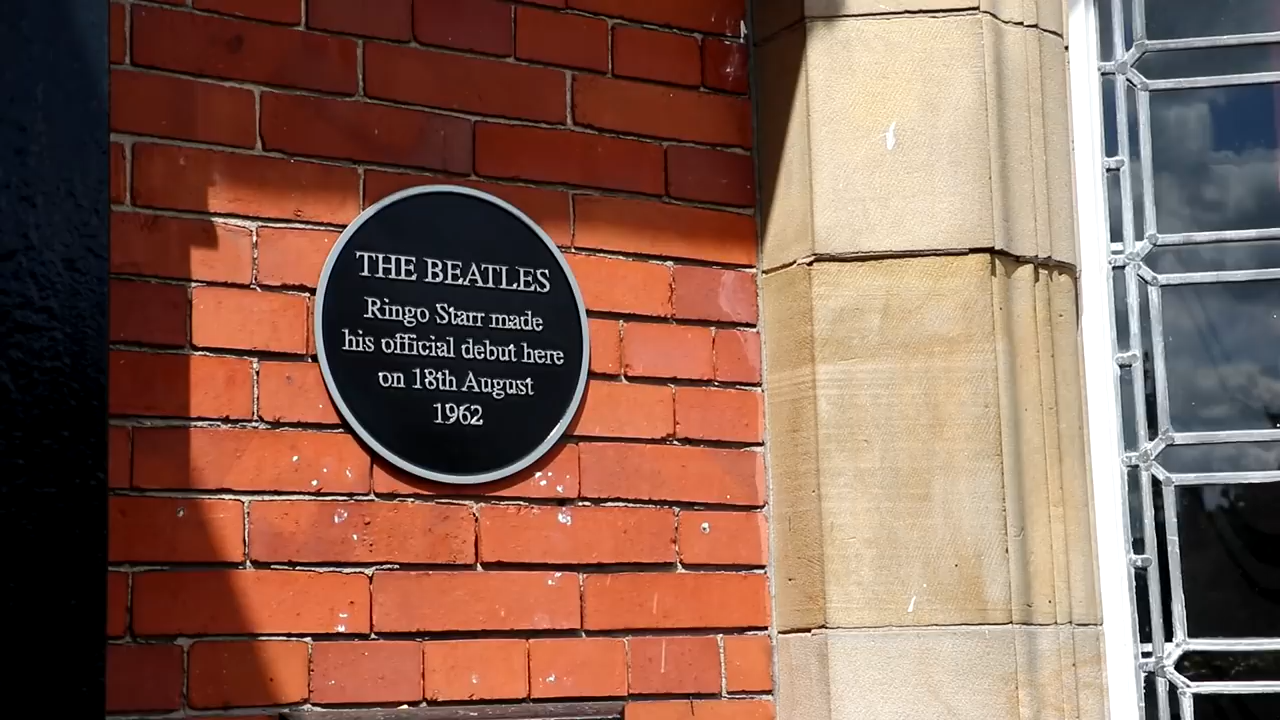 THE BEATLES
Ringo Starr made
his official debut here
on 18th August
1962